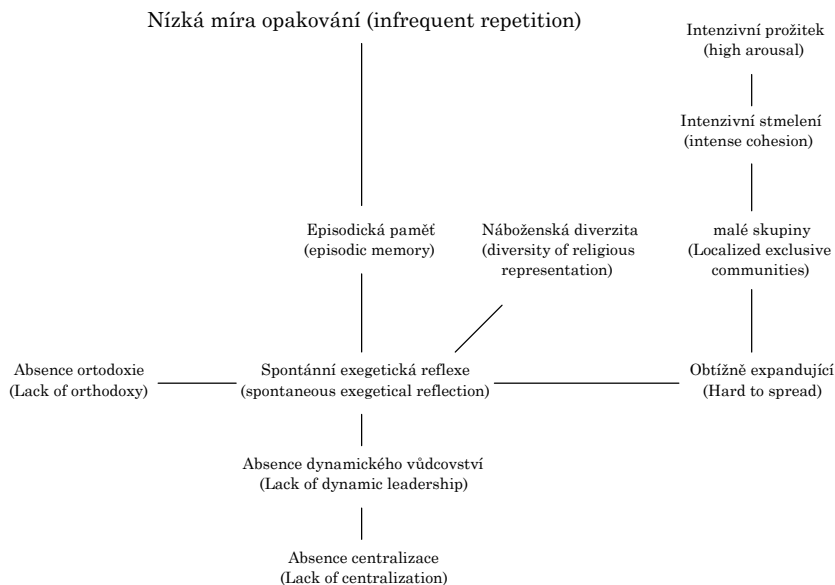 Nízká míra opakování (infrequent repetition)
Intenzivní prožitek
(high arousal)
Intenzivní stmelení
(intense cohesion)
Episodická paměť
(episodic memory)
Náboženská diverzita
(diversity of religious
representation)
malé skupiny
(Localized exclusive
communities)
Absence ortodoxie
(Lack of orthodoxy)
Spontánní exegetická reflexe
(spontaneous exegetical reflection)
Obtížně expandující
(Hard to spread)
Absence dynamického vůdcovství
(Lack of dynamic leadership)
Absence centralizace
(Lack of centralization)